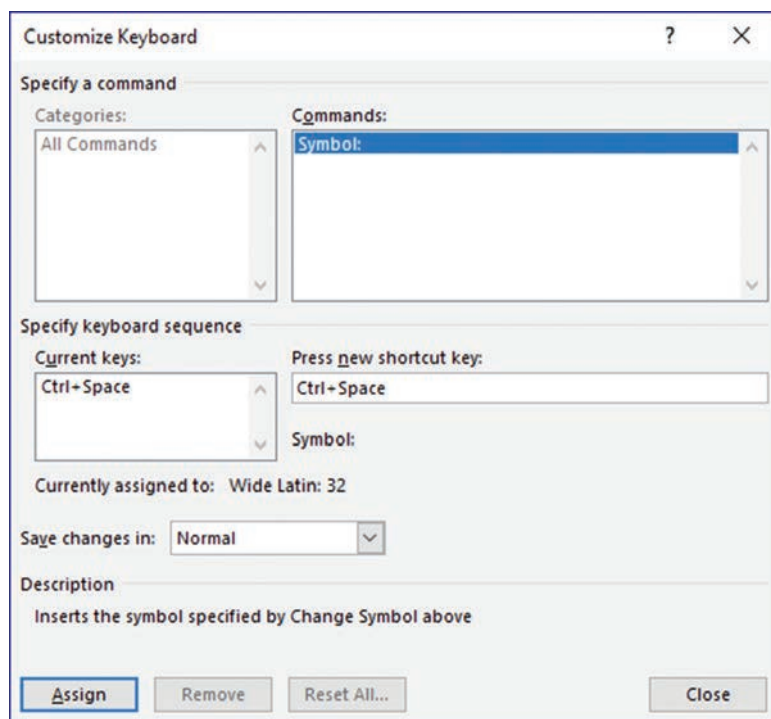 Customize Keyboard
?
Specify a command
Categories:
Commands:
All Commands
Symbol:
Specify keyboard sequence
Current keys:
Press new shortcut key:
Ctrl+Space
Ctrl+Space
Symbol:
Currently assigned to: Wide Latin: 32
Save changes in: Normal
Description
Inserts the symbol specified by Change Symbol above
Assign
Remove
Reset All...
Close